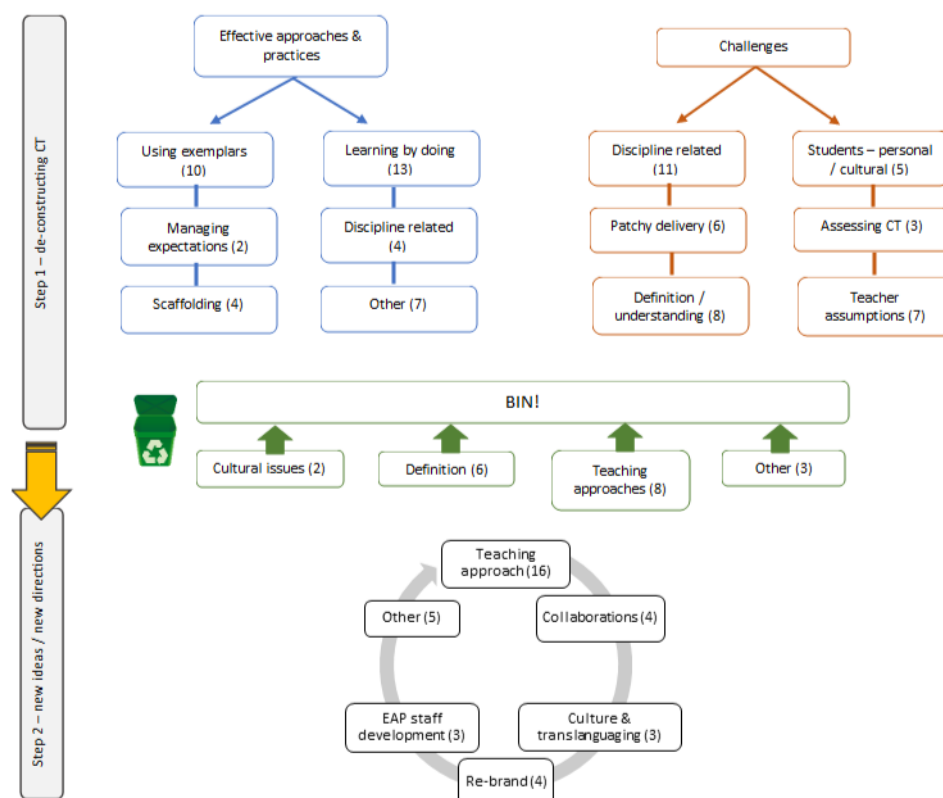 Step 1 – de-constructing CT
Effective approaches &
practices
Challenges
Using exemplars
(10)
Learning by doing
(13)
Discipline related
(11)
Students – personal
/ cultural (5)
Managing
expectations (2)
Discipline related
(4)
Patchy delivery (6)
Assessing CT (3)
Scaffolding (4)
Other (7)
Definition /
understanding (8)
Teacher
assumptions (7)
BIN!
Cultural issues (2)
Definition (6)
Teaching
approaches (8)
Other (3)
Step 2 – new ideas / new directions
Teaching
approach (16)
Collaborations (4)
Culture &
translanguaging (3)
Re-brand (4)
EAP staff
development (3)
Other (5)